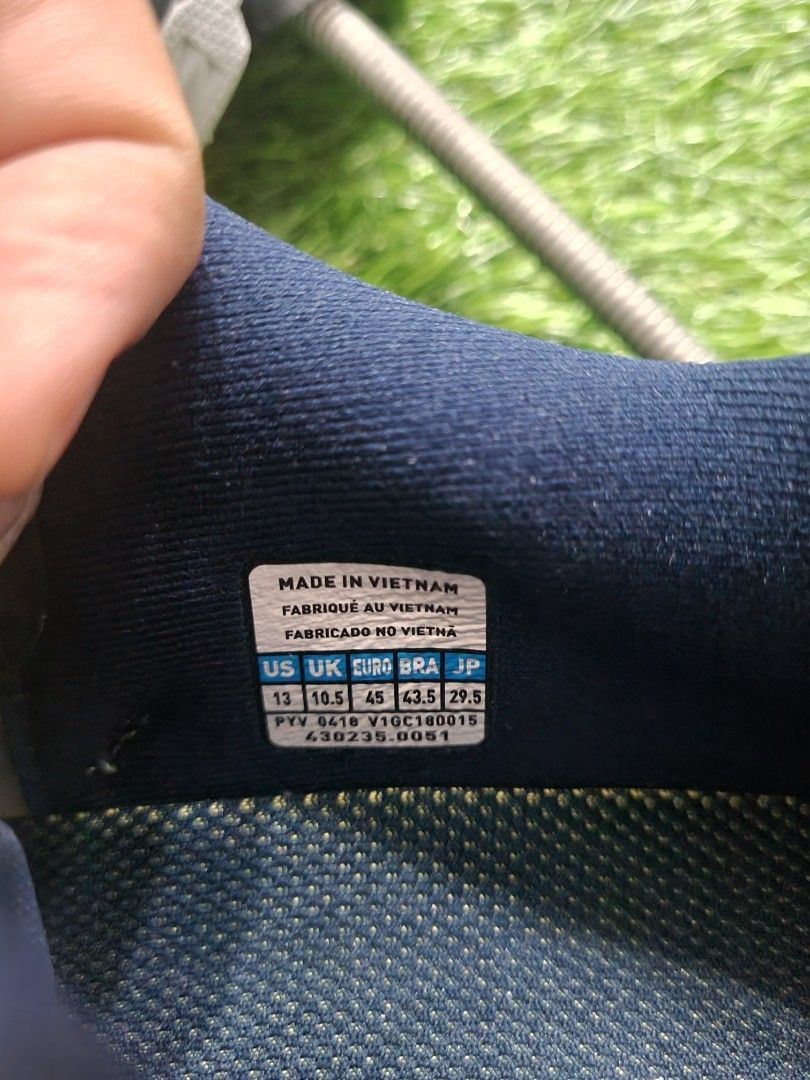 MADE IN VIETNAM
FABRIQUÉ AU VIETNAM
FABRICADO NO VIETNÃ
US UK EURO BRA JP
13 10.5 45 43.5 29.5
PYV 0418 V1GC180015
430235.0051